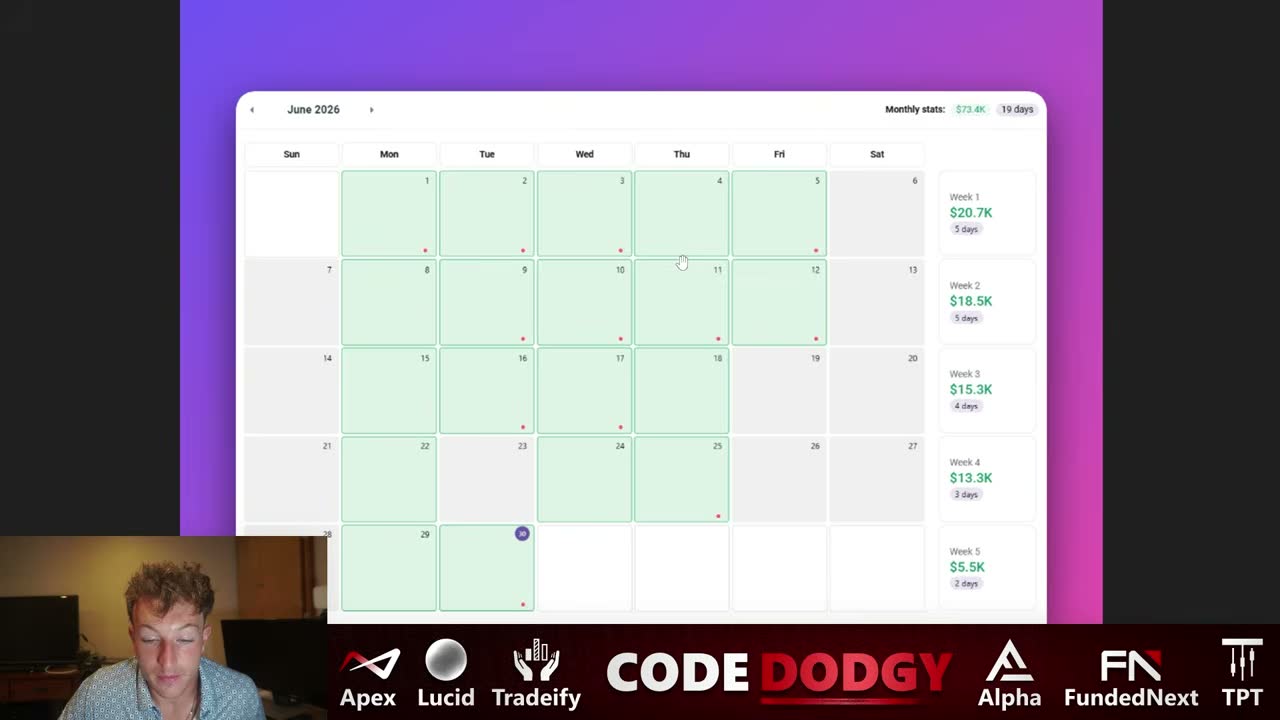 June 2026
Monthly stats: $73.4K 19 days
Sun Mon Tue Wed Thu Fri Sat
1 2 3 4 5 6
Week 1
$20.7K
5 days
7 8 9 10 11 12 13
Week 2
$18.5K
5 days
14 15 16 17 18 19 20
Week 3
$15.3K
4 days
21 22 23 24 25 26 27
Week 4
$13.3K
3 days
28 29 30
Week 5
$5.5K
2 days
Apex Lucid Tradeify CODE DODGY Alpha FN FundedNext TPT